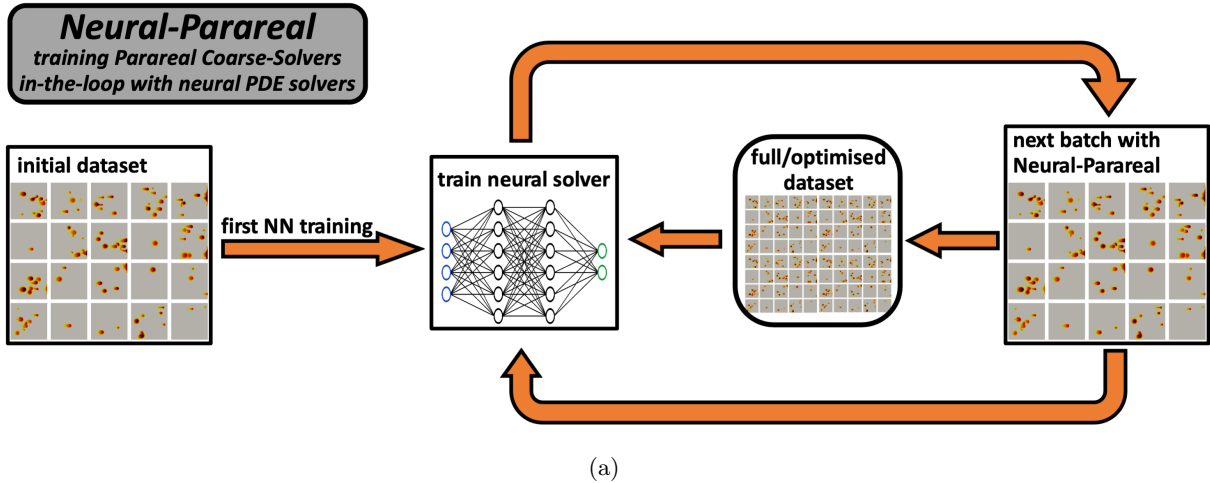 Neural-Parareal
training Parareal Coarse-Solvers
in-the-loop with neural PDE solvers
initial dataset
first NN training
train neural solver
full/optimised
dataset
next batch with
Neural-Parareal
(a)